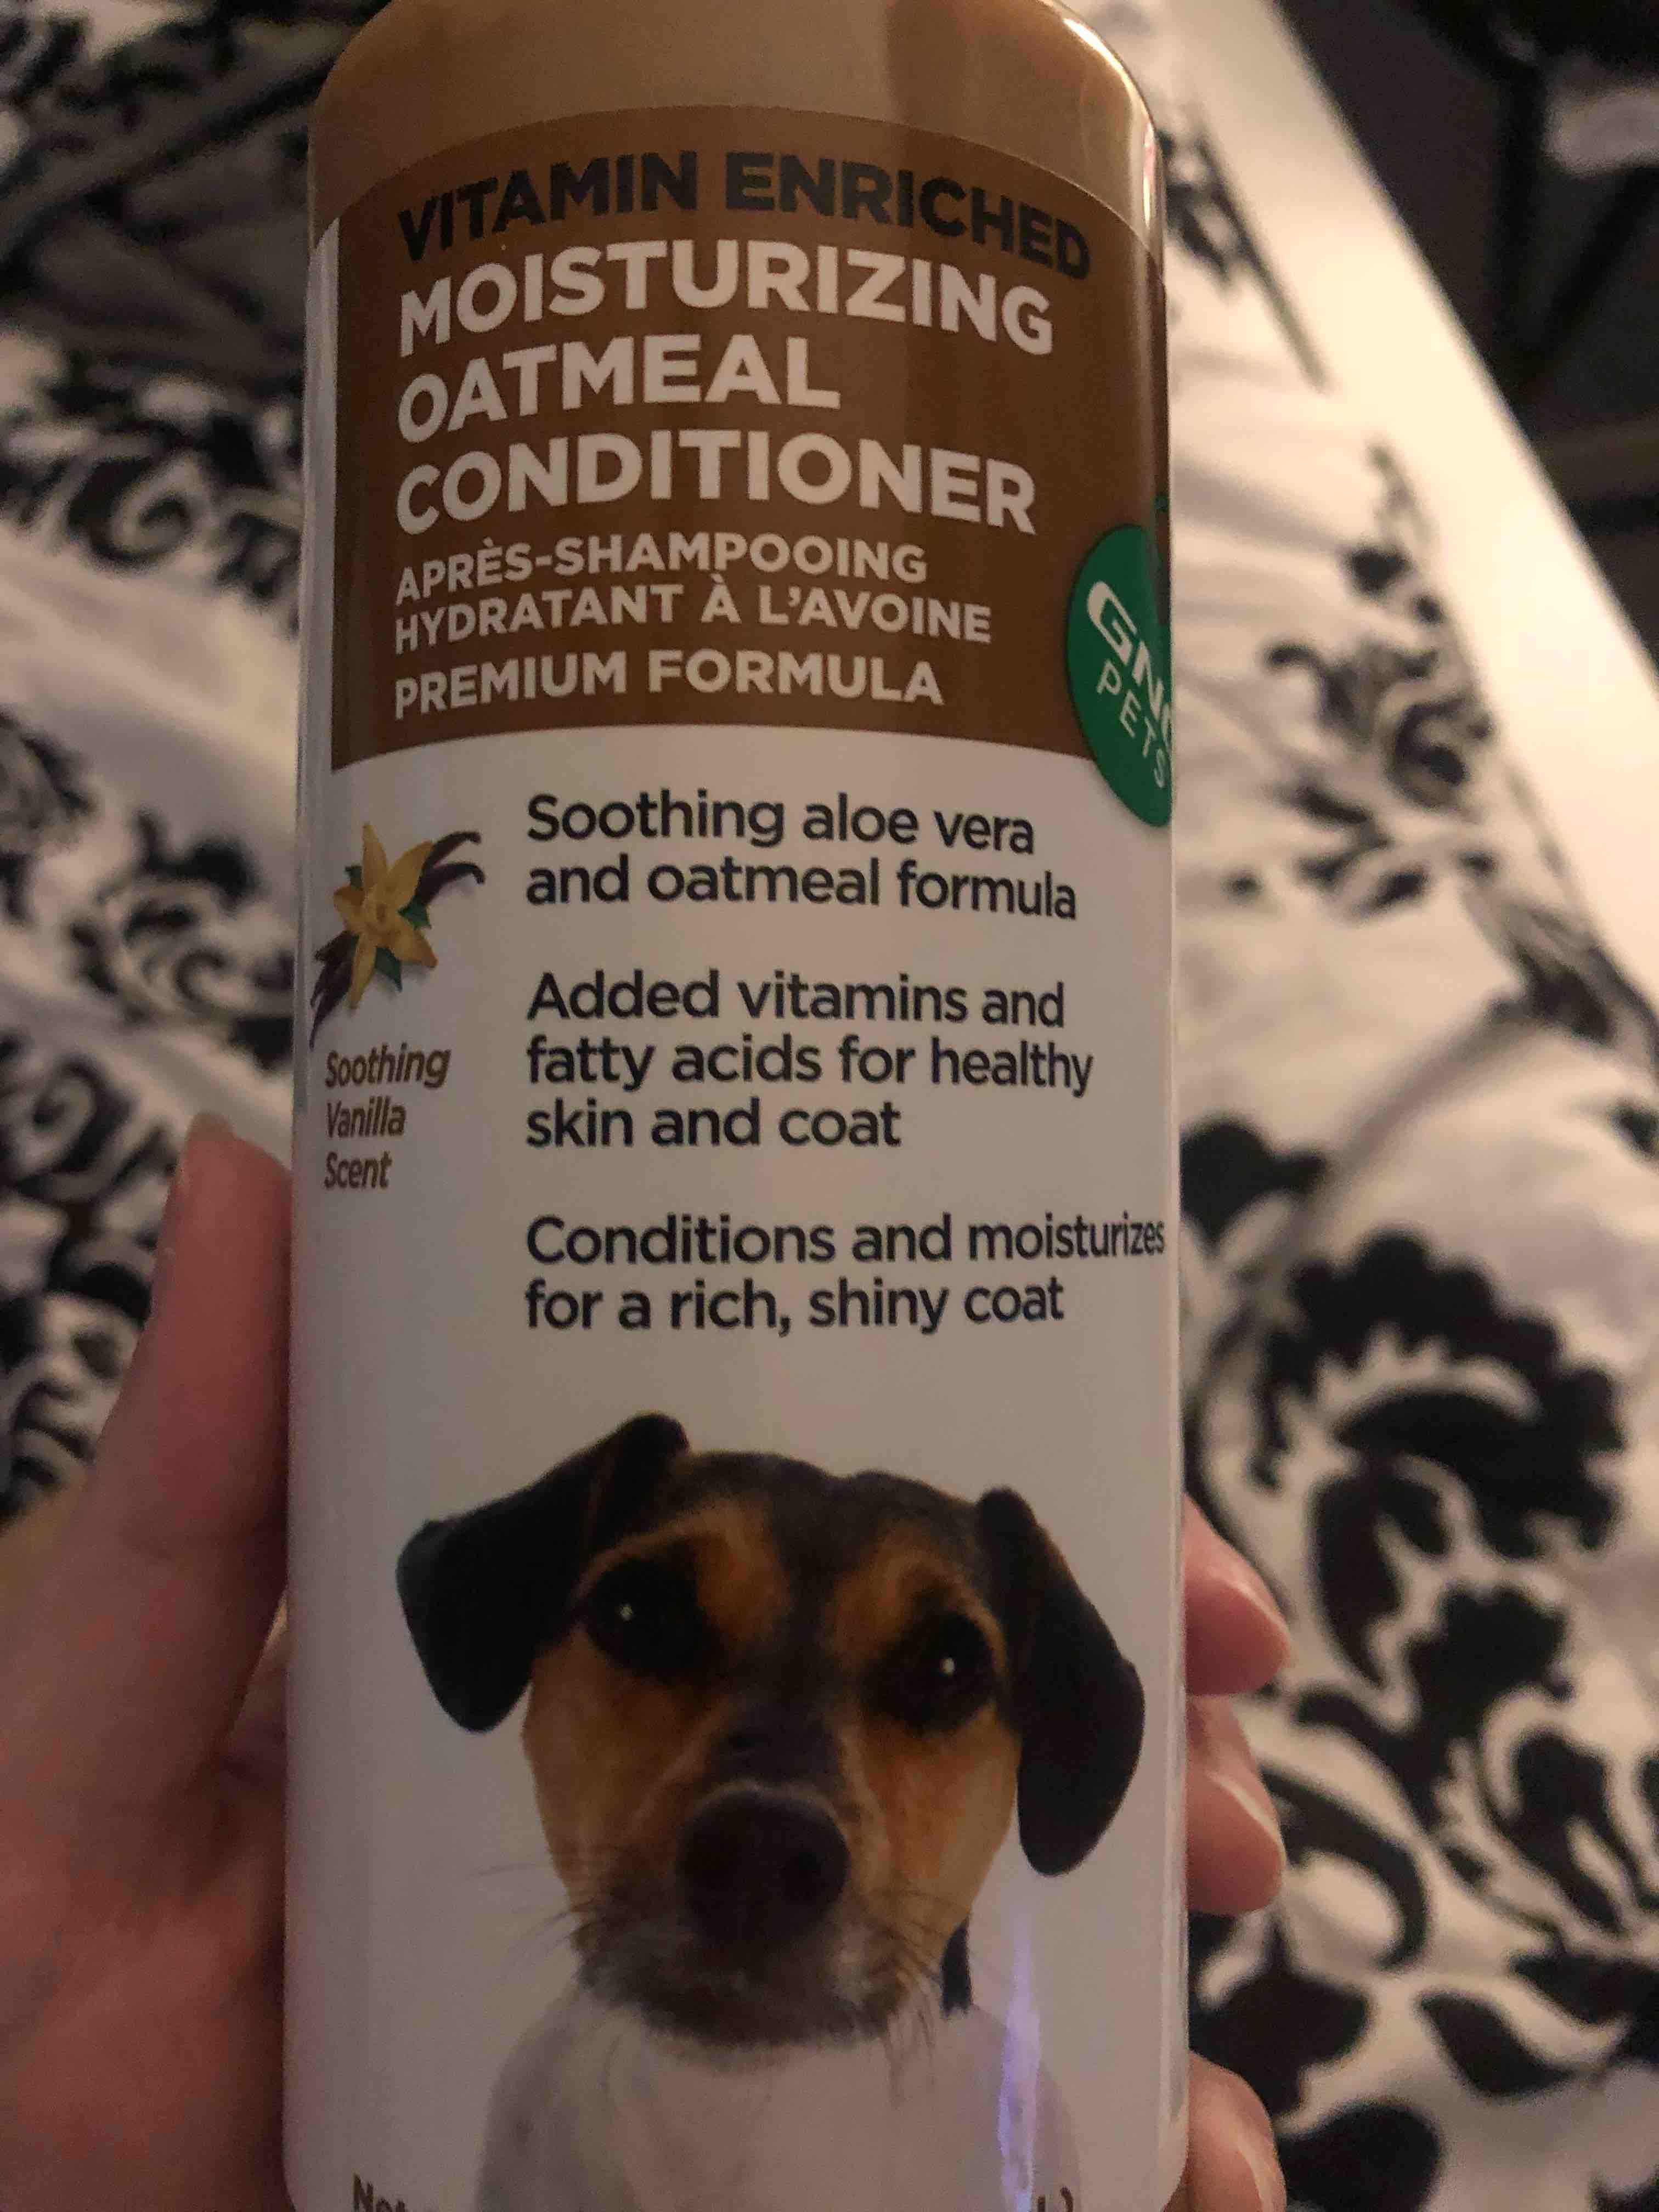 VITAMIN ENRICHED
MOISTURIZING
OATMEAL
CONDITIONER
APRÈS-SHAMPOOING
HYDRATANT À L'AVOINE
PREMIUM FORMULA
PETS
Soothing aloe vera
and oatmeal formula
Added vitamins and
fatty acids for healthy
skin and coat
Soothing
Vanilla
Scent
Conditions and moisturizes
for a rich, shiny coat